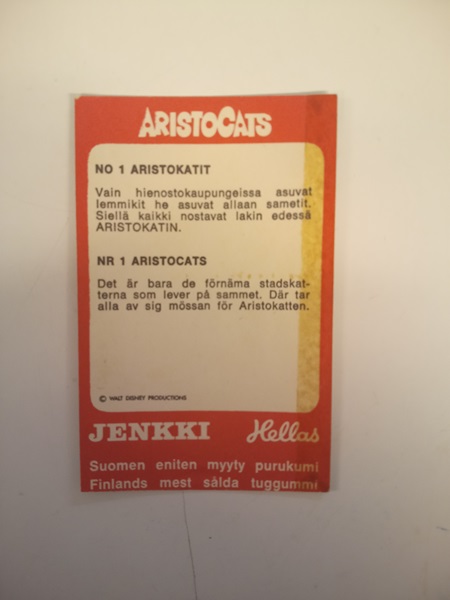 ARISTOCATS
NO 1 ARISTOKATIT
Vain hienostokaupungeissa asuvat
lemmikit he asuvat allaan sametit.
Siellä kaikki nostavat lakin edessä
ARISTOKATIN.
NR 1 ARISTOCATS
Det är bara de förnäma stadskat-
terna som lever på sammet. Där tar
alla av sig mössan för Aristokatten.
© WALT DISNEY PRODUCTIONS
JENKKI Hellas
Suomen eniten myyty purukumi
Finlands mest sålda tuggummi